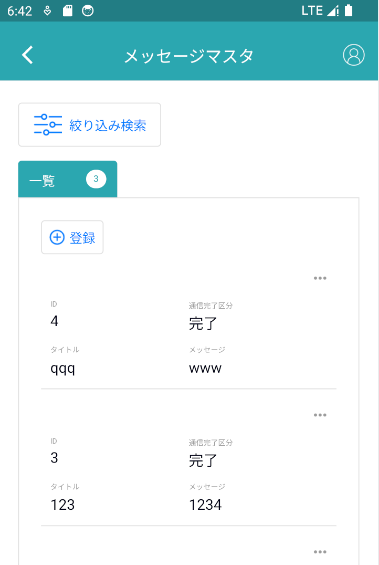 6:42 LTE
メッセージマスタ
絞り込み検索
一覧 3
登録
ID 通信完了区分
4 完了
タイトル メッセージ
qqq www
ID 通信完了区分
3 完了
タイトル メッセージ
123 1234